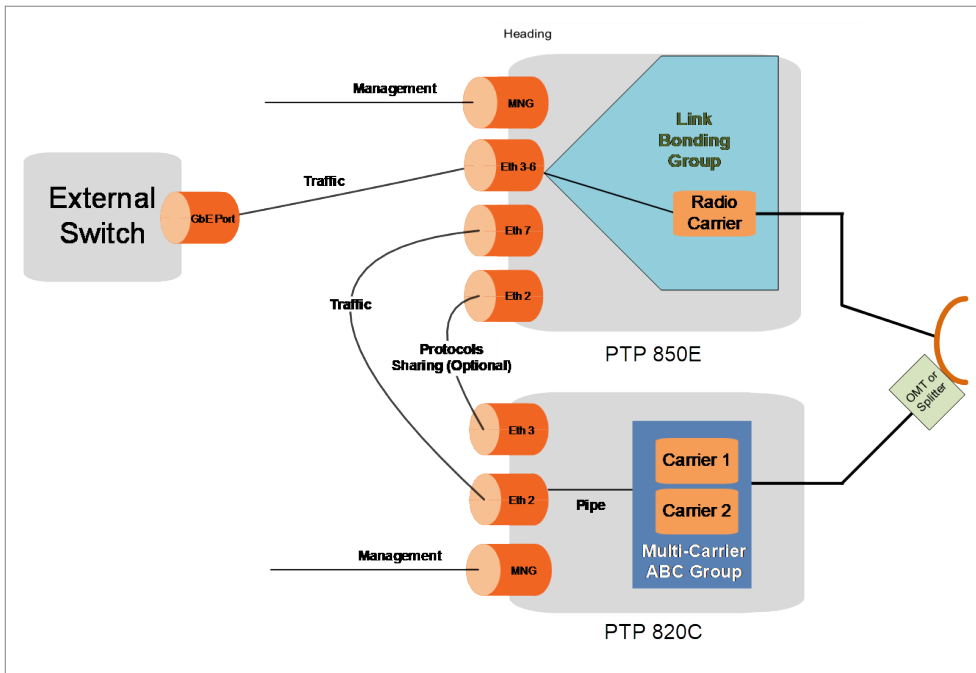 Heading
Management
MNG
Link
Bonding
Group
Eth 3-6
Traffic
External
Switch
GbE Port
Radio
Carrier
Eth 7
Traffic
Eth 2
Protocols
Sharing (Optional)
PTP 850E
OMT or
Splitter
Eth 3
Carrier 1
Eth 2
Pipe
Carrier 2
Multi-Carrier
ABC Group
Management
MNG
PTP 820C